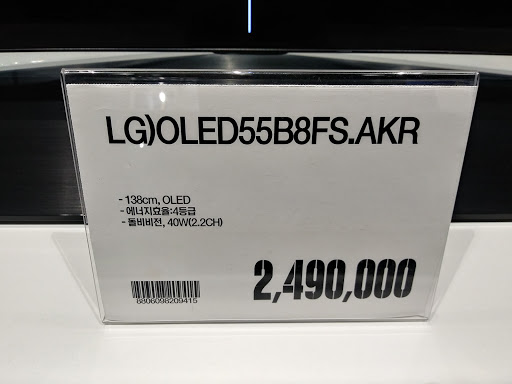 LG)OLED55B8FS.AKR
- 138cm, OLED
- 에너지효율:4등급
- 돌비비전, 40W(2.2CH)
8806098209415
2,490,000